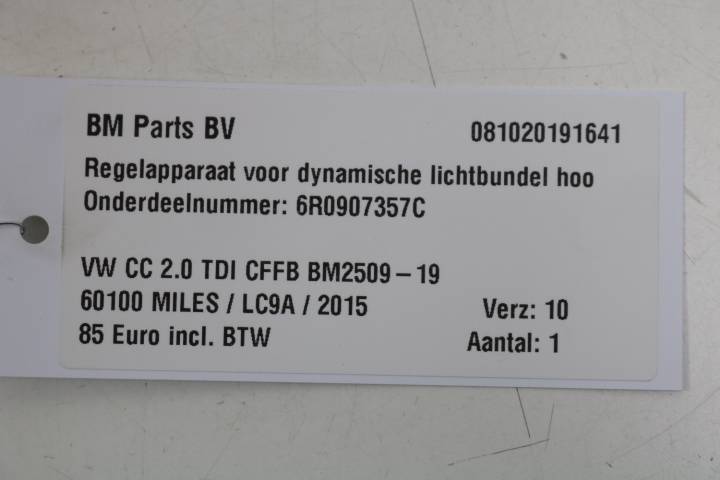 BM Parts BV 081020191641
Regelapparaat voor dynamische lichtbundel hoo
Onderdeelnummer: 6R0907357C
VW CC 2.0 TDI CFFB BM2509-19
60100 MILES / LC9A / 2015 Verz: 10
85 Euro incl. BTW Aantal: 1